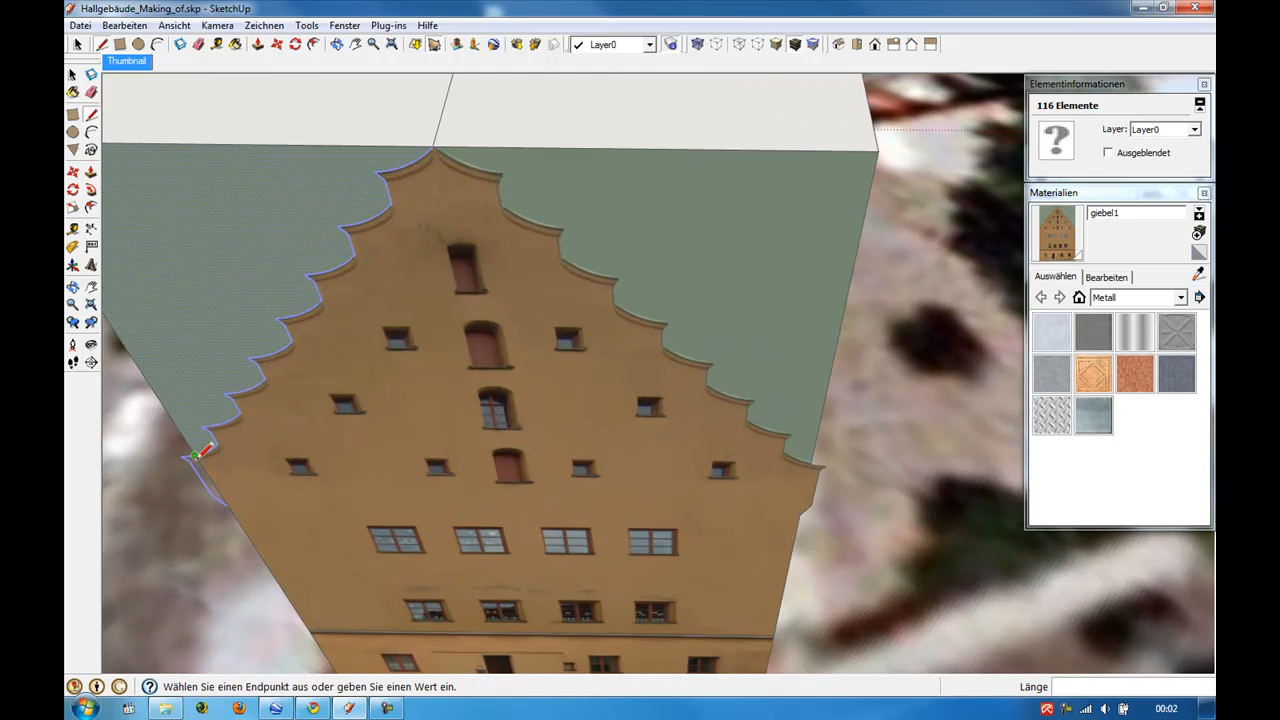 Hallgebäude_Making_of.skp - SketchUp
Datei Bearbeiten Ansicht Kamera Zeichnen Tools Fenster Plug-ins Hilfe
Layer0
Thumbnail
Elementinformationen
116 Elemente
Layer: Layer0
Ausgeblendet
Materialien
giebel1
Auswählen Bearbeiten
Metall
Wählen Sie einen Endpunkt aus oder geben Sie einen Wert ein.
Länge
00:02